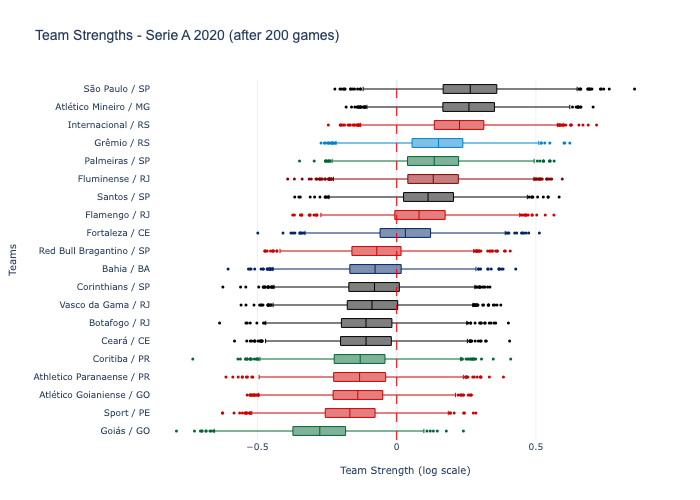 Team Strengths - Serie A 2020 (after 200 games)
São Paulo / SP
Atlético Mineiro / MG
Internacional / RS
Grêmio / RS
Palmeiras / SP
Fluminense / RJ
Santos / SP
Flamengo / RJ
Fortaleza / CE
Red Bull Bragantino / SP
Bahia / BA
Corinthians / SP
Vasco da Gama / RJ
Botafogo / RJ
Ceará / CE
Coritiba / PR
Athletico Paranaense / PR
Atlético Goianiense / GO
Sport / PE
Goiás / GO
Teams
−0.5 0 0.5
Team Strength (log scale)